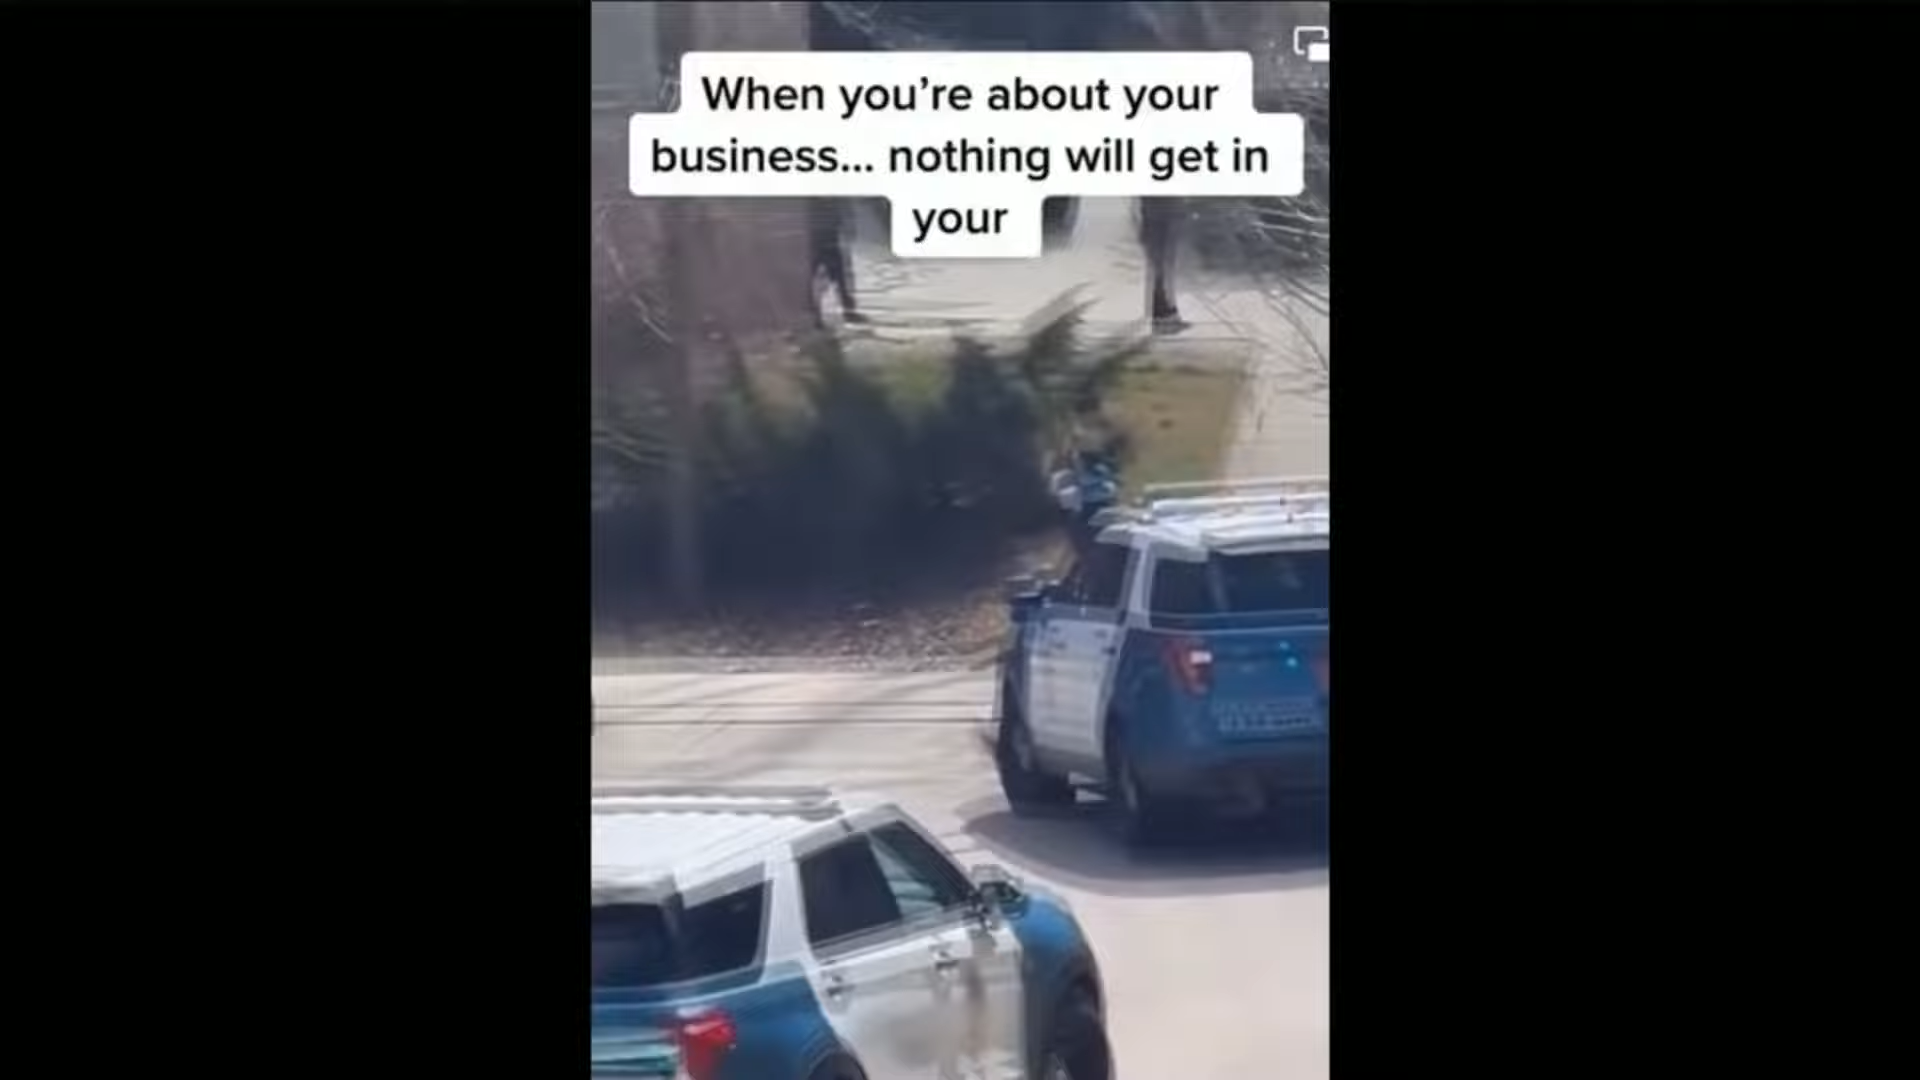 When you're about your
business... nothing will get in
your